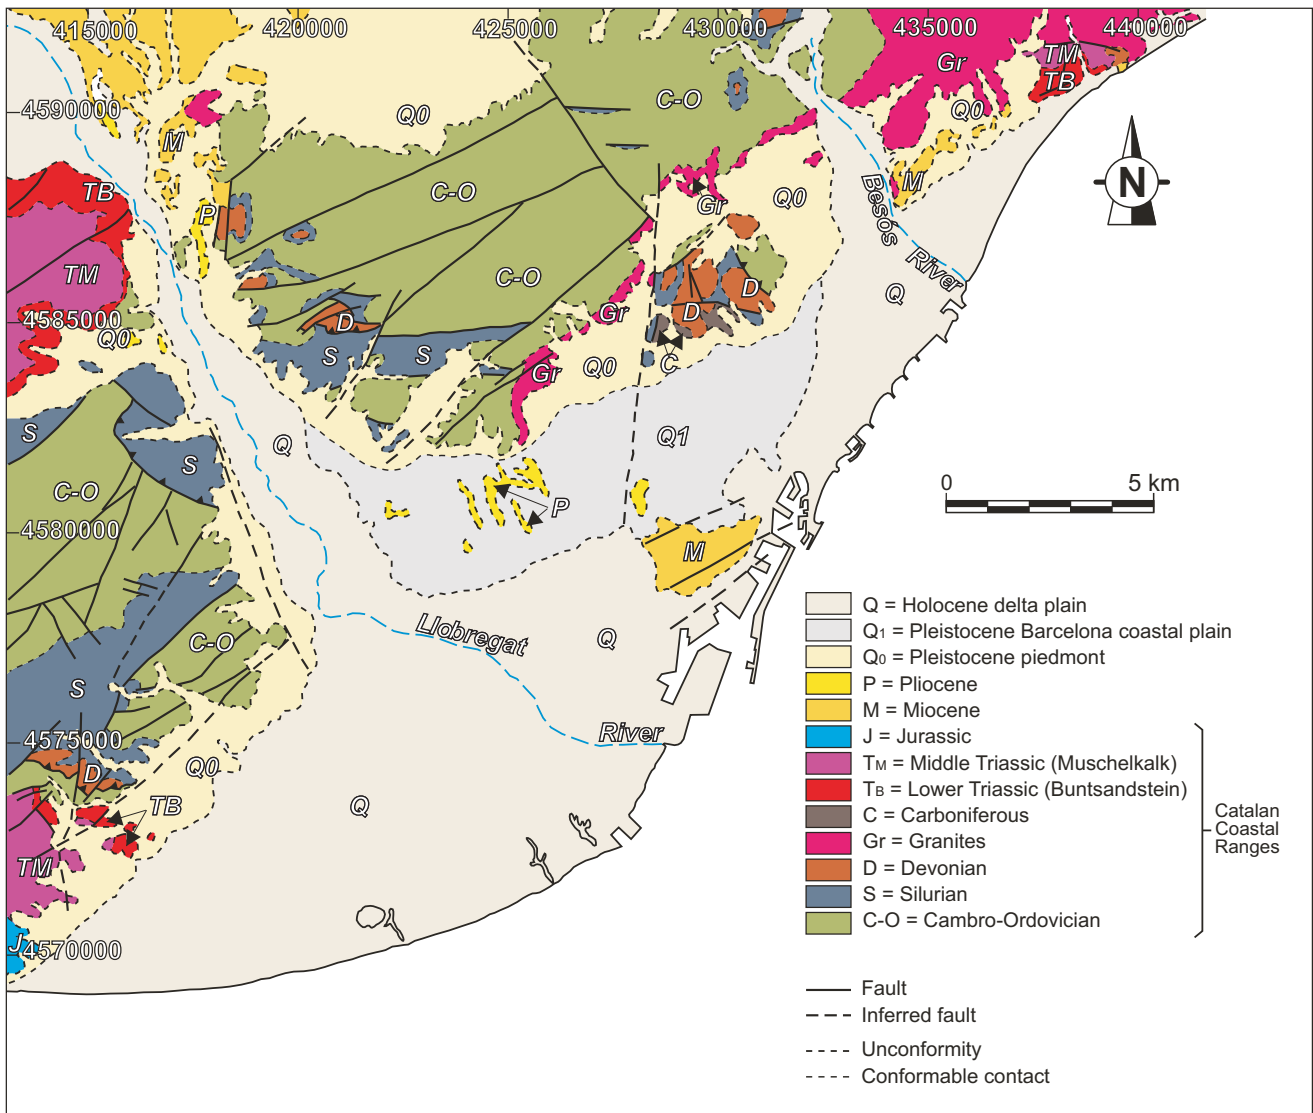 415000 420000 425000 430000 435000 440000
Gr TM
TB
4590000 Q0 C-O Q0
M
TB C-O Q0 M
P Gr Besòs
TM C-O River
D Q
D
4585000 Q0 D Gr
S S Gr Q0 C
S Q Q1
S
C-O P 0 5 km
4580000 M
N
Llobregat Q
C-O
S
River
4575000 Q0
D
TB Q
TM
J 4570000
Q = Holocene delta plain
Q1 = Pleistocene Barcelona coastal plain
Q0 = Pleistocene piedmont
P = Pliocene
M = Miocene
J = Jurassic
TM = Middle Triassic (Muschelkalk)
TB = Lower Triassic (Buntsandstein)
C = Carboniferous
Gr = Granites
D = Devonian
S = Silurian
C-O = Cambro-Ordovician
Catalan
Coastal
Ranges
Fault
Inferred fault
Unconformity
Conformable contact